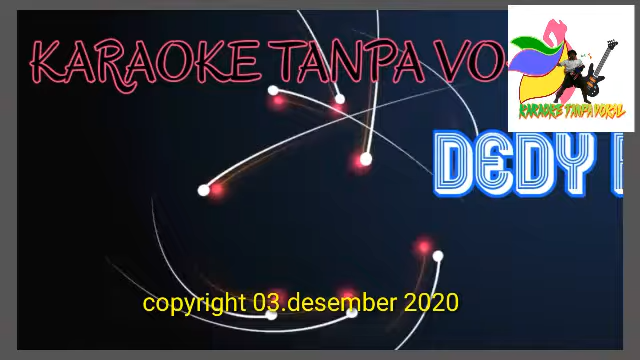 KARAOKE TANPA VO
KARAOKE TANPA VOKAL
DEDY
copyright 03.desember 2020